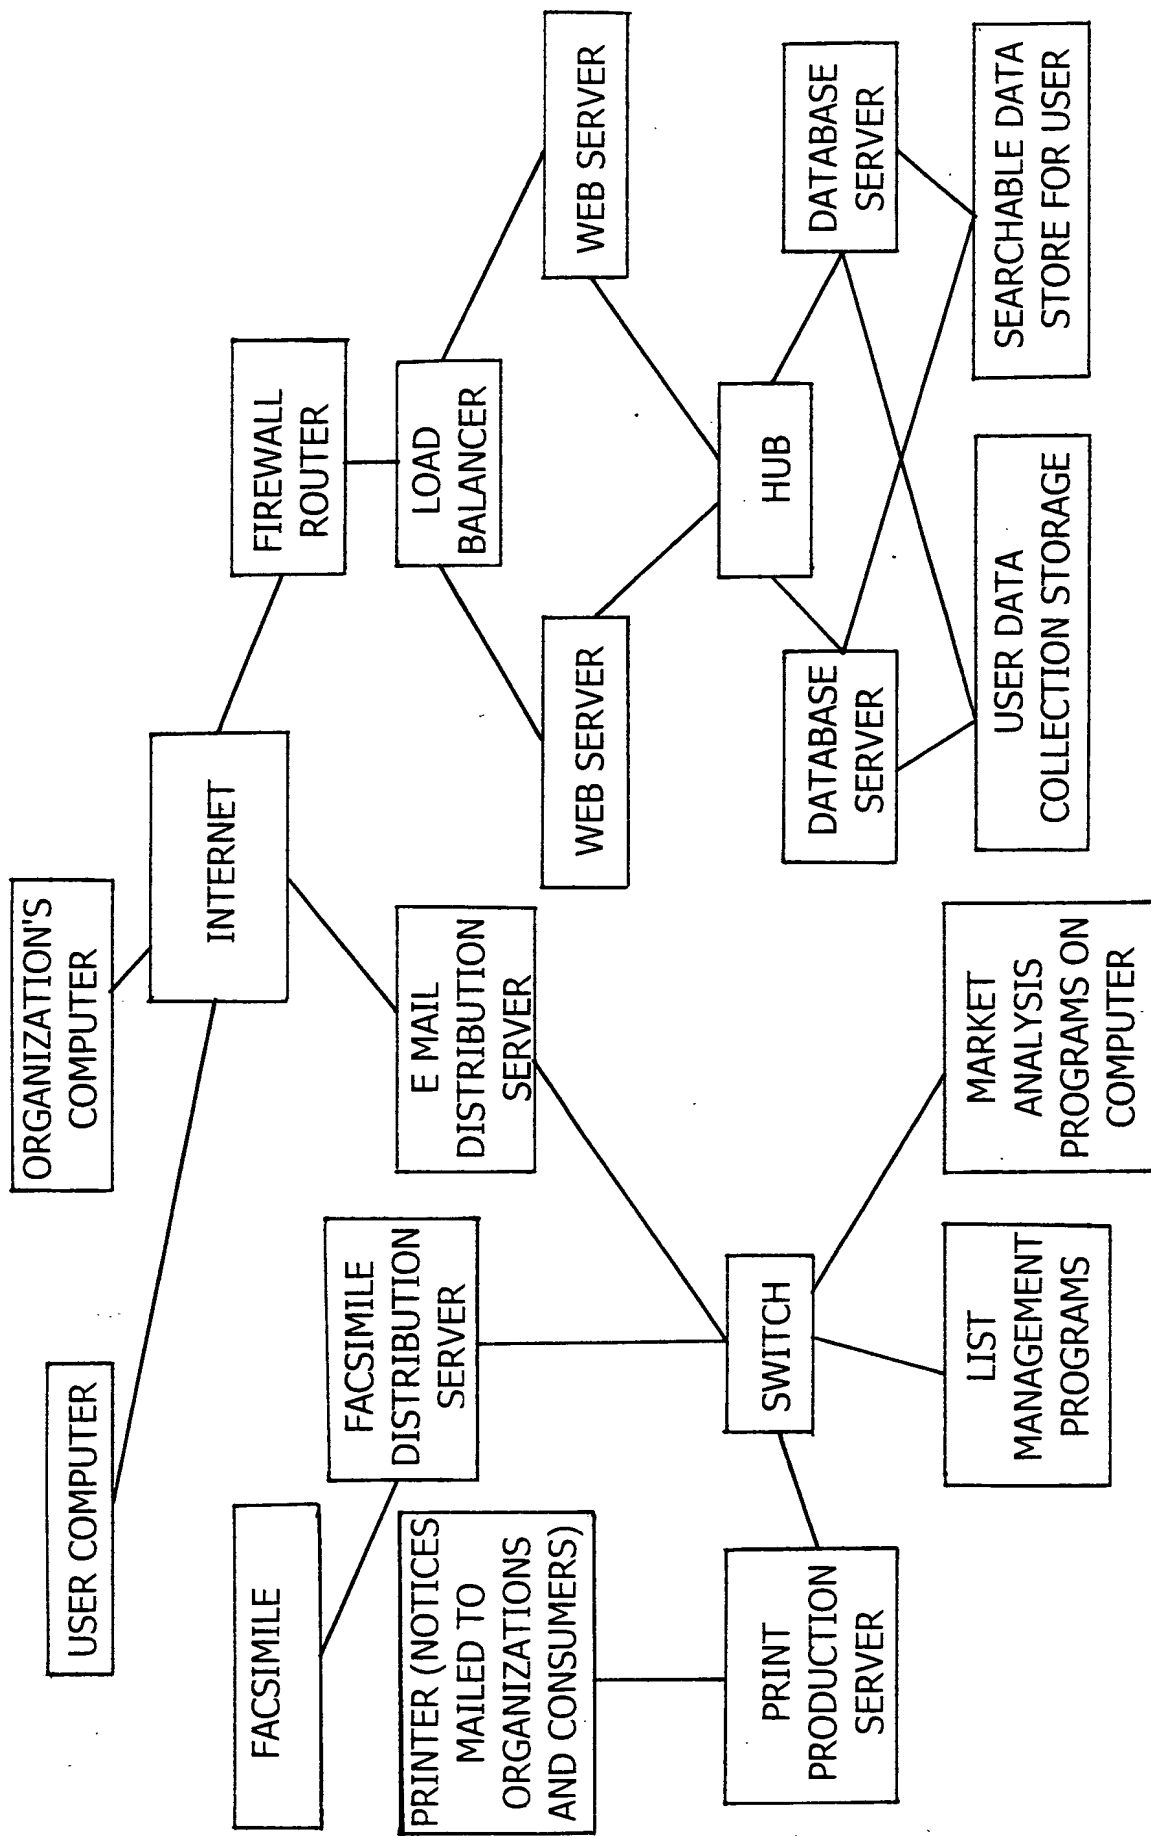 ORGANIZATION'S
COMPUTER
USER COMPUTER
INTERNET
FIREWALL
ROUTER
FACSIMILE
FACSIMILE
DISTRIBUTION
SERVER
E MAIL
DISTRIBUTION
SERVER
LOAD
BALANCER
PRINTER (NOTICES
MAILED TO
ORGANIZATIONS
AND CONSUMERS)
WEB SERVER
WEB SERVER
PRINT
PRODUCTION
SERVER
SWITCH
HUB
DATABASE
SERVER
DATABASE
SERVER
LIST
MANAGEMENT
PROGRAMS
MARKET
ANALYSIS
PROGRAMS ON
COMPUTER
USER DATA
COLLECTION STORAGE
SEARCHABLE DATA
STORE FOR USER